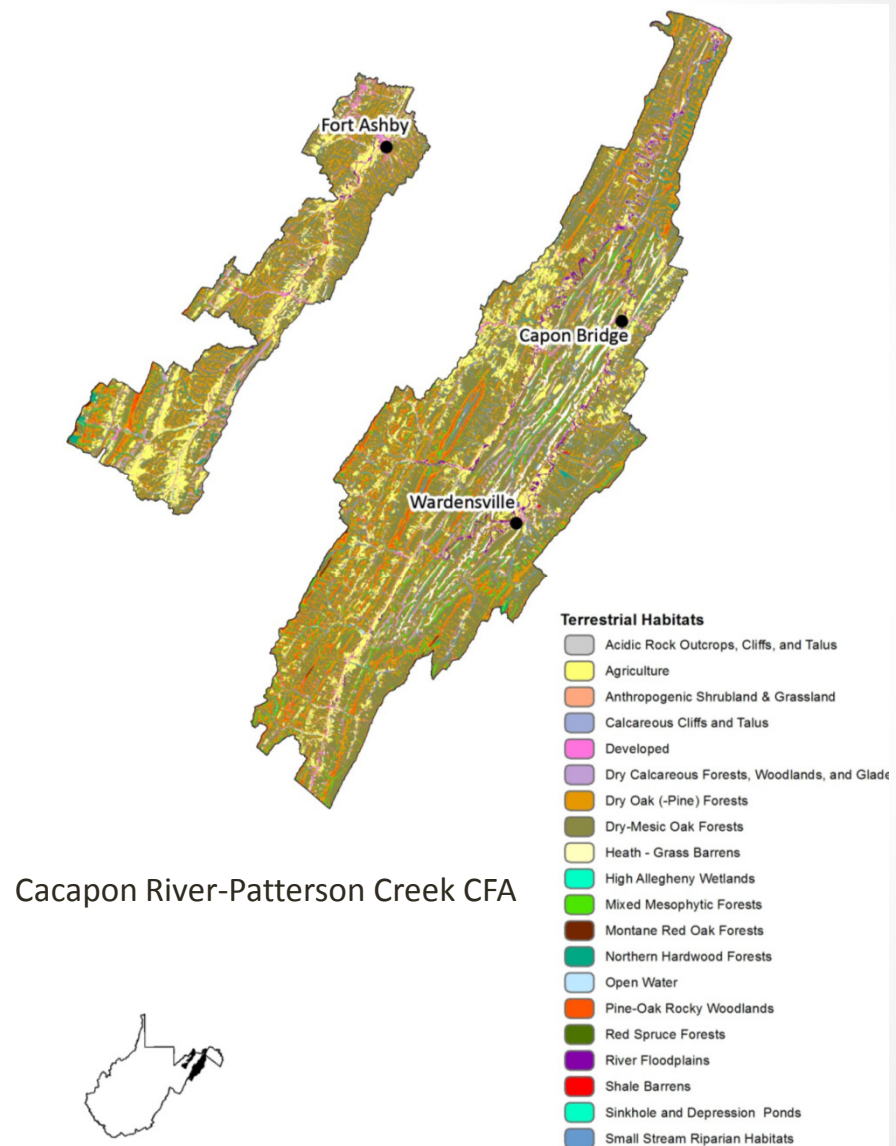 Fort Ashby
Capon Bridge
Wardensville
Terrestrial Habitats
Acidic Rock Outcrops, Cliffs, and Talus
Agriculture
Anthropogenic Shrubland & Grassland
Calcareous Cliffs and Talus
Developed
Dry Calcareous Forests, Woodlands, and Glade
Dry Oak (-Pine) Forests
Dry-Mesic Oak Forests
Heath - Grass Barrens
High Allegheny Wetlands
Mixed Mesophytic Forests
Montane Red Oak Forests
Northern Hardwood Forests
Open Water
Pine-Oak Rocky Woodlands
Red Spruce Forests
River Floodplains
Shale Barrens
Sinkhole and Depression Ponds
Small Stream Riparian Habitats
Cacapon River-Patterson Creek CFA